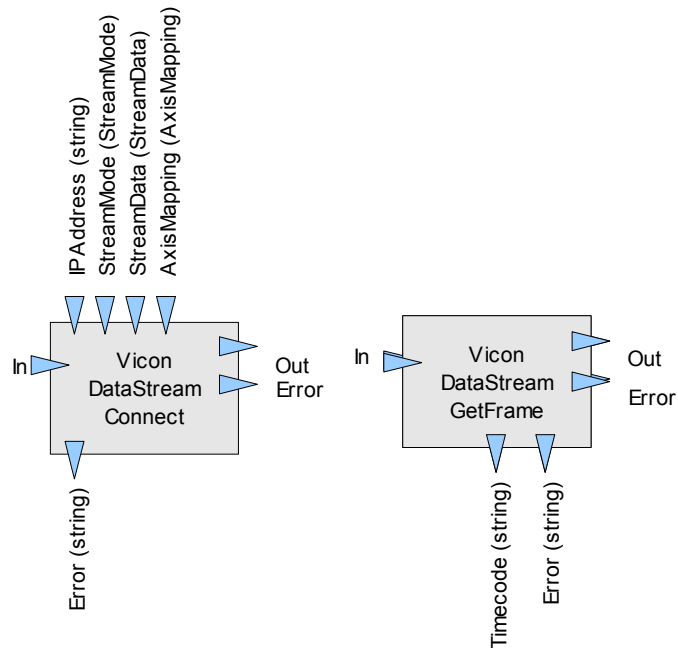 IPAddress (string)
StreamMode (StreamMode)
StreamData (StreamData)
AxisMapping (AxisMapping)
In
Vicon
DataStream
Connect
Out
Error
Error (string)
In
Vicon
DataStream
GetFrame
Out
Error
Timecode (string)
Error (string)